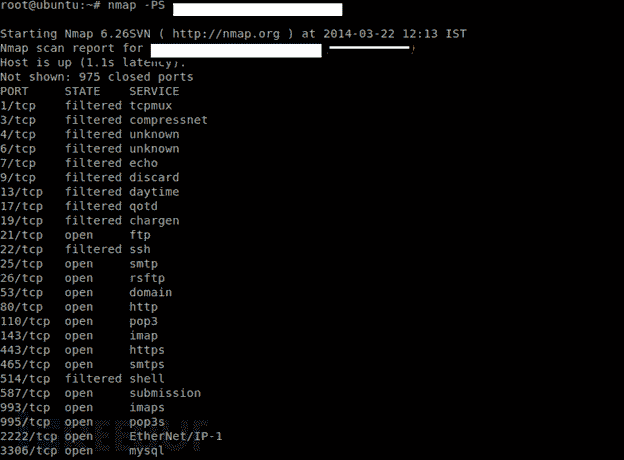 root@ubuntu:~# nmap -PS
Starting Nmap 6.26SVN ( http://nmap.org ) at 2014-03-22 12:13 IST
Nmap scan report for
Host is up (1.1s latency).
Not shown: 975 closed ports
PORT STATE SERVICE
1/tcp filtered tcpmux
3/tcp filtered compressnet
4/tcp filtered unknown
6/tcp filtered unknown
7/tcp filtered echo
9/tcp filtered discard
13/tcp filtered daytime
17/tcp filtered qotd
19/tcp filtered chargen
21/tcp open ftp
22/tcp filtered ssh
25/tcp open smtp
26/tcp open rsftp
53/tcp open domain
80/tcp open http
110/tcp open pop3
143/tcp open imap
443/tcp open https
465/tcp open smtps
514/tcp filtered shell
587/tcp open submission
993/tcp open imaps
995/tcp open pop3s
2222/tcp open EtherNet/IP-1
3306/tcp open mysql